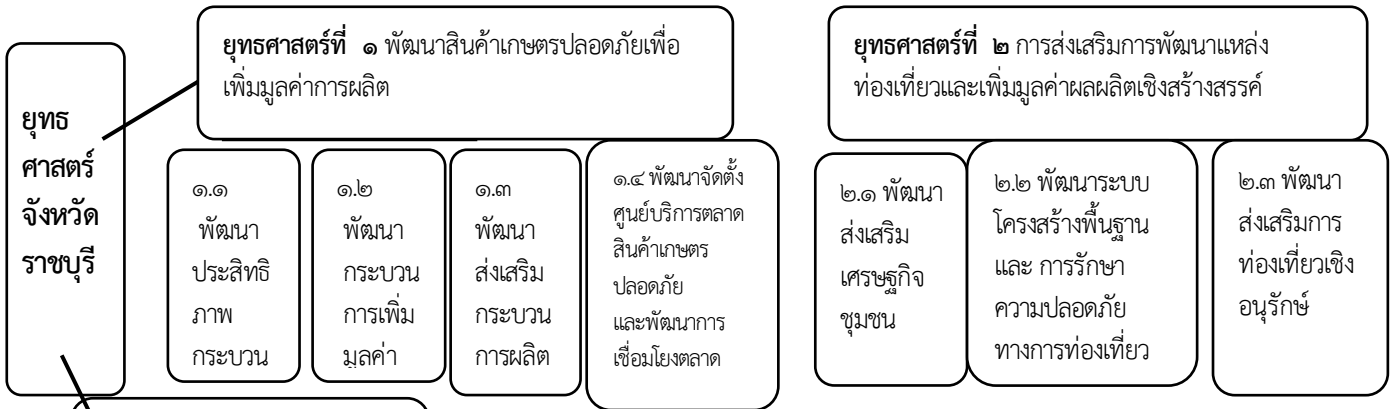 ยุทธ
ศาสตร์
จังหวัด
ราชบุรี
ยุทธศาสตร์ที่ ๑ พัฒนาสินค้าเกษตรปลอดภัยเพื่อ
เพิ่มมูลค่าการผลิต
๑.๑
พัฒนา
ประสิทธิ
ภาพ
กระบวน
๑.๒
พัฒนา
กระบวน
การเพิ่ม
มูลค่า
๑.๓
พัฒนา
ส่งเสริม
กระบวน
การผลิต
๑.๔ พัฒนาจัดตั้ง
ศูนย์บริการตลาด
สินค้าเกษตร
ปลอดภัย
และพัฒนาการ
เชื่อมโยงตลาด
ยุทธศาสตร์ที่ ๒ การส่งเสริมการพัฒนาแหล่ง
ท่องเที่ยวและเพิ่มมูลค่าผลผลิตเชิงสร้างสรรค์
๒.๑ พัฒนา
ส่งเสริม
เศรษฐกิจ
ชุมชน
๒.๒ พัฒนาระบบ
โครงสร้างพื้นฐาน
และ การรักษา
ความปลอดภัย
ทางการท่องเที่ยว
๒.๓ พัฒนา
ส่งเสริมการ
ท่องเที่ยวเชิง
อนุรักษ์